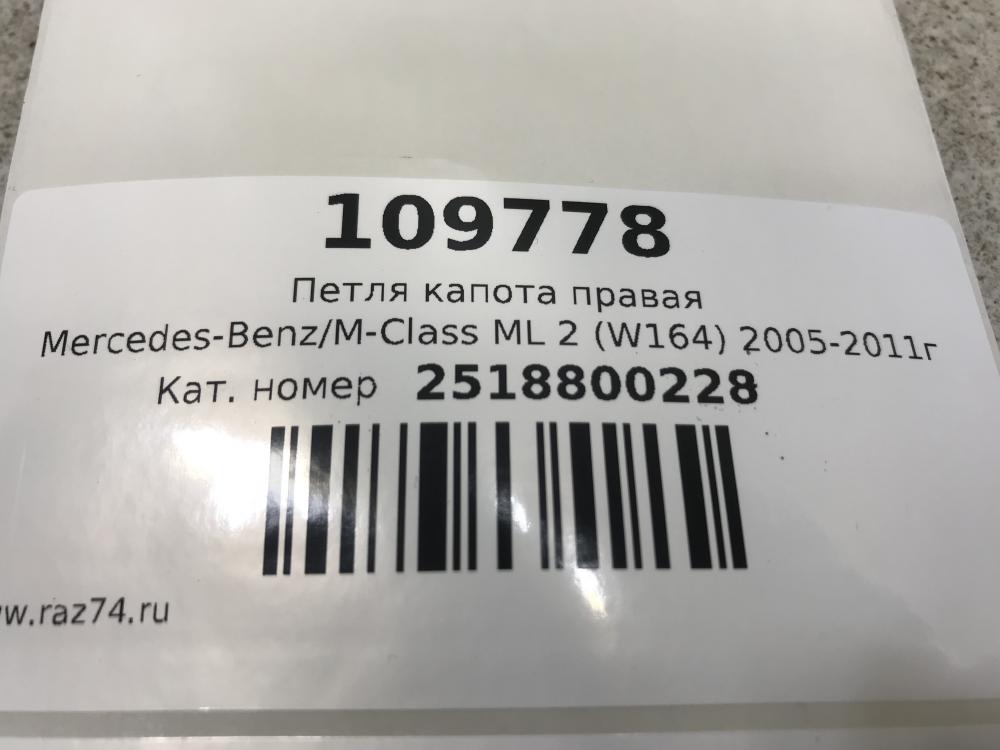 109778
Петля капота правая
Mercedes-Benz/M-Class ML 2 (W164) 2005-2011г
Кат. номер 2518800228
w.raz74.ru